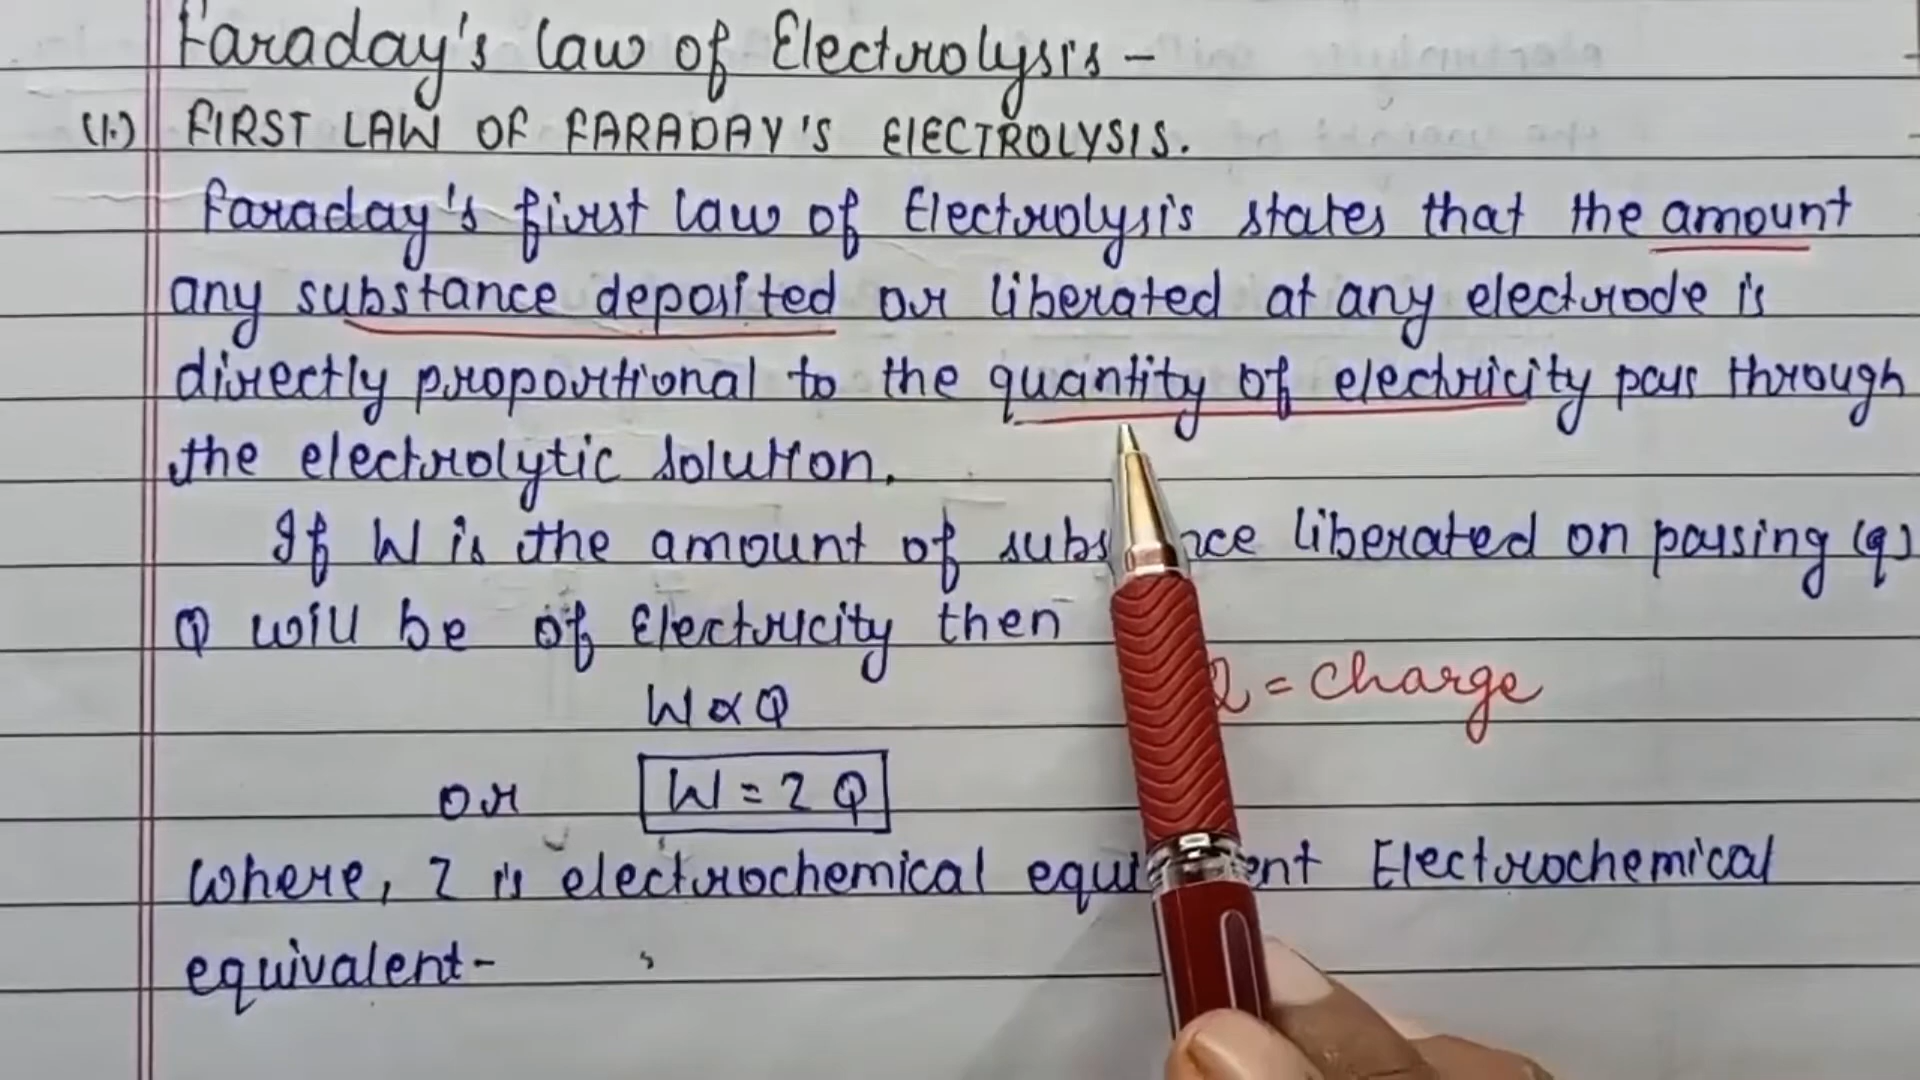 Faraday's law of Electrolysis -
(1.) FIRST LAW OF FARADAY'S ElECTROLYSIS.
Faraday's first law of Electrolysis states that the amount
any substance deposited or liberated at any electrode is
directly proportional to the quantity of electricity pass through
the electrolytic solution.
If W is the amount of subs nce liberated on passing (q)
Q will be of Electricity then
W ∝ Q
Q = charge
or W = Z Q
where, Z is electrochemical equi ent Electrochemical
equivalent-